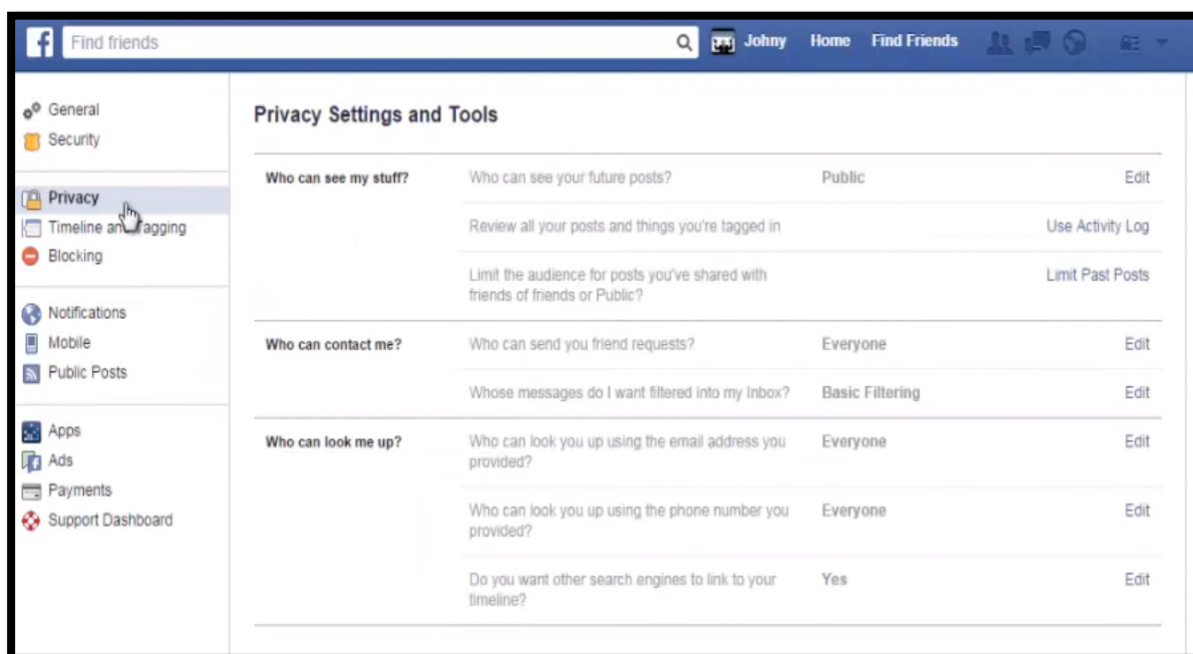 f
Find friends
Johny Home Find Friends
General
Security
Privacy
Timeline and Tagging
Blocking
Notifications
Mobile
Public Posts
Apps
Ads
Payments
Support Dashboard
Privacy Settings and Tools
Who can see my stuff? Who can see your future posts? Public Edit
Review all your posts and things you're tagged in Use Activity Log
Limit the audience for posts you've shared with Limit Past Posts
friends of friends or Public?
Who can contact me? Who can send you friend requests? Everyone Edit
Whose messages do I want filtered into my Inbox? Basic Filtering Edit
Who can look me up? Who can look you up using the email address you Everyone Edit
provided?
Who can look you up using the phone number you Everyone Edit
provided?
Do you want other search engines to link to your Yes Edit
timeline?